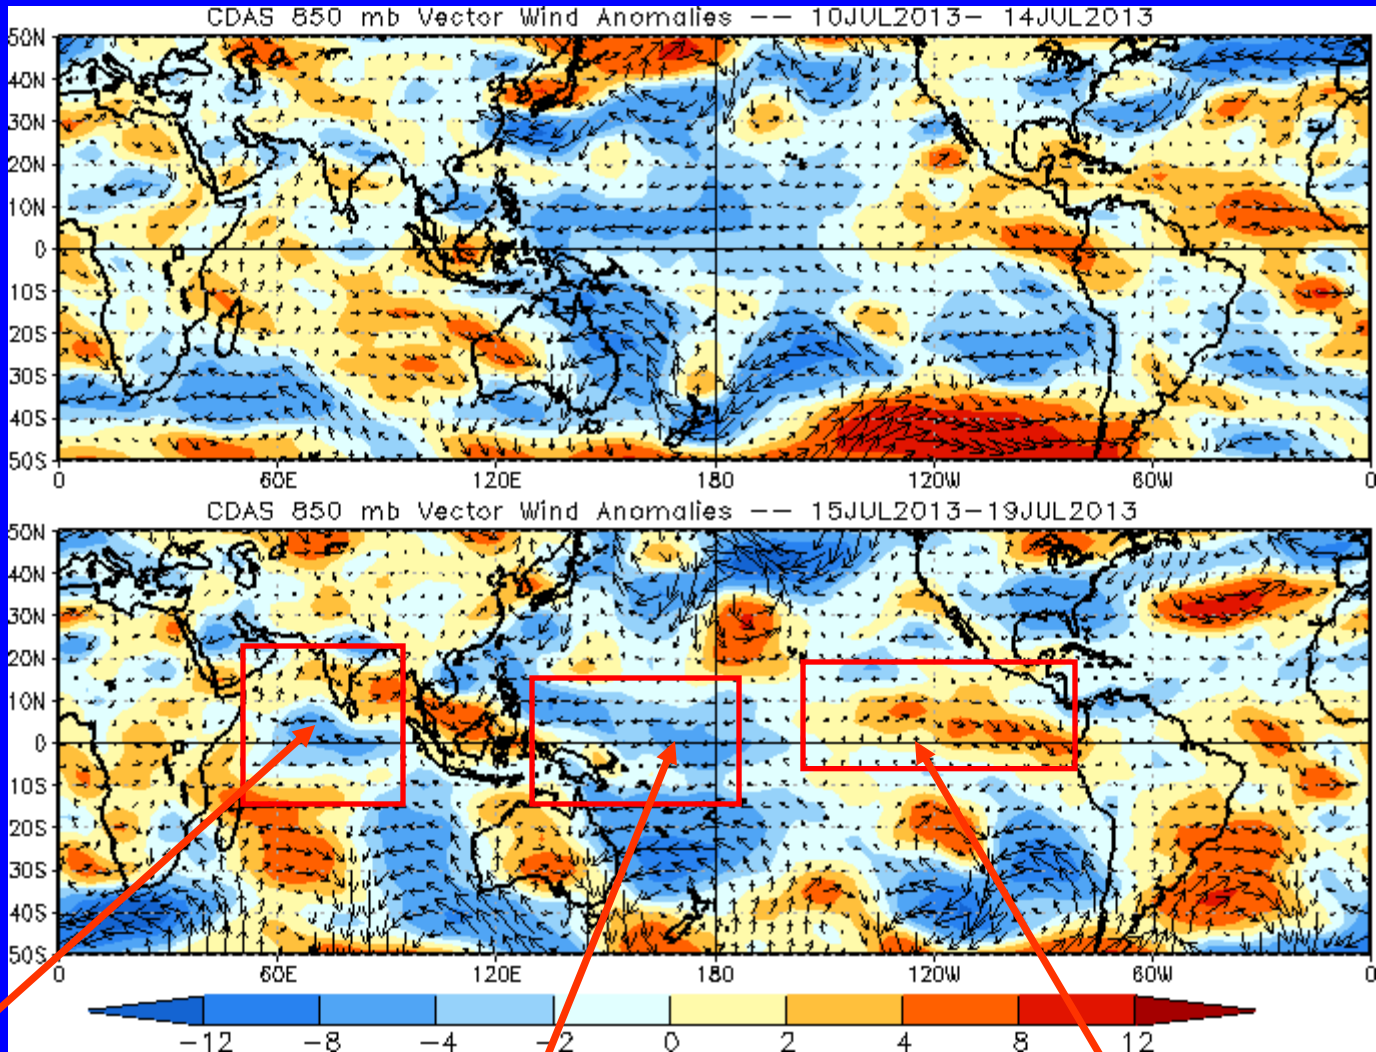 CDAS 850 mb Vector Wind Anomalies -- 10JUL2013- 14JUL2013
50N
40N
30N
20N
10N
0
10S
20S
30S
40S
50S
0 60E 120E 180 120W 60W 0
CDAS 850 mb Vector Wind Anomalies -- 15JUL2013-19JUL2013
50N
40N
30N
20N
10N
0
10S
20S
30S
40S
50S
0 60E 120E 180 120W 60W 0
-12 -8 -4 -2 0 2 4 8 12